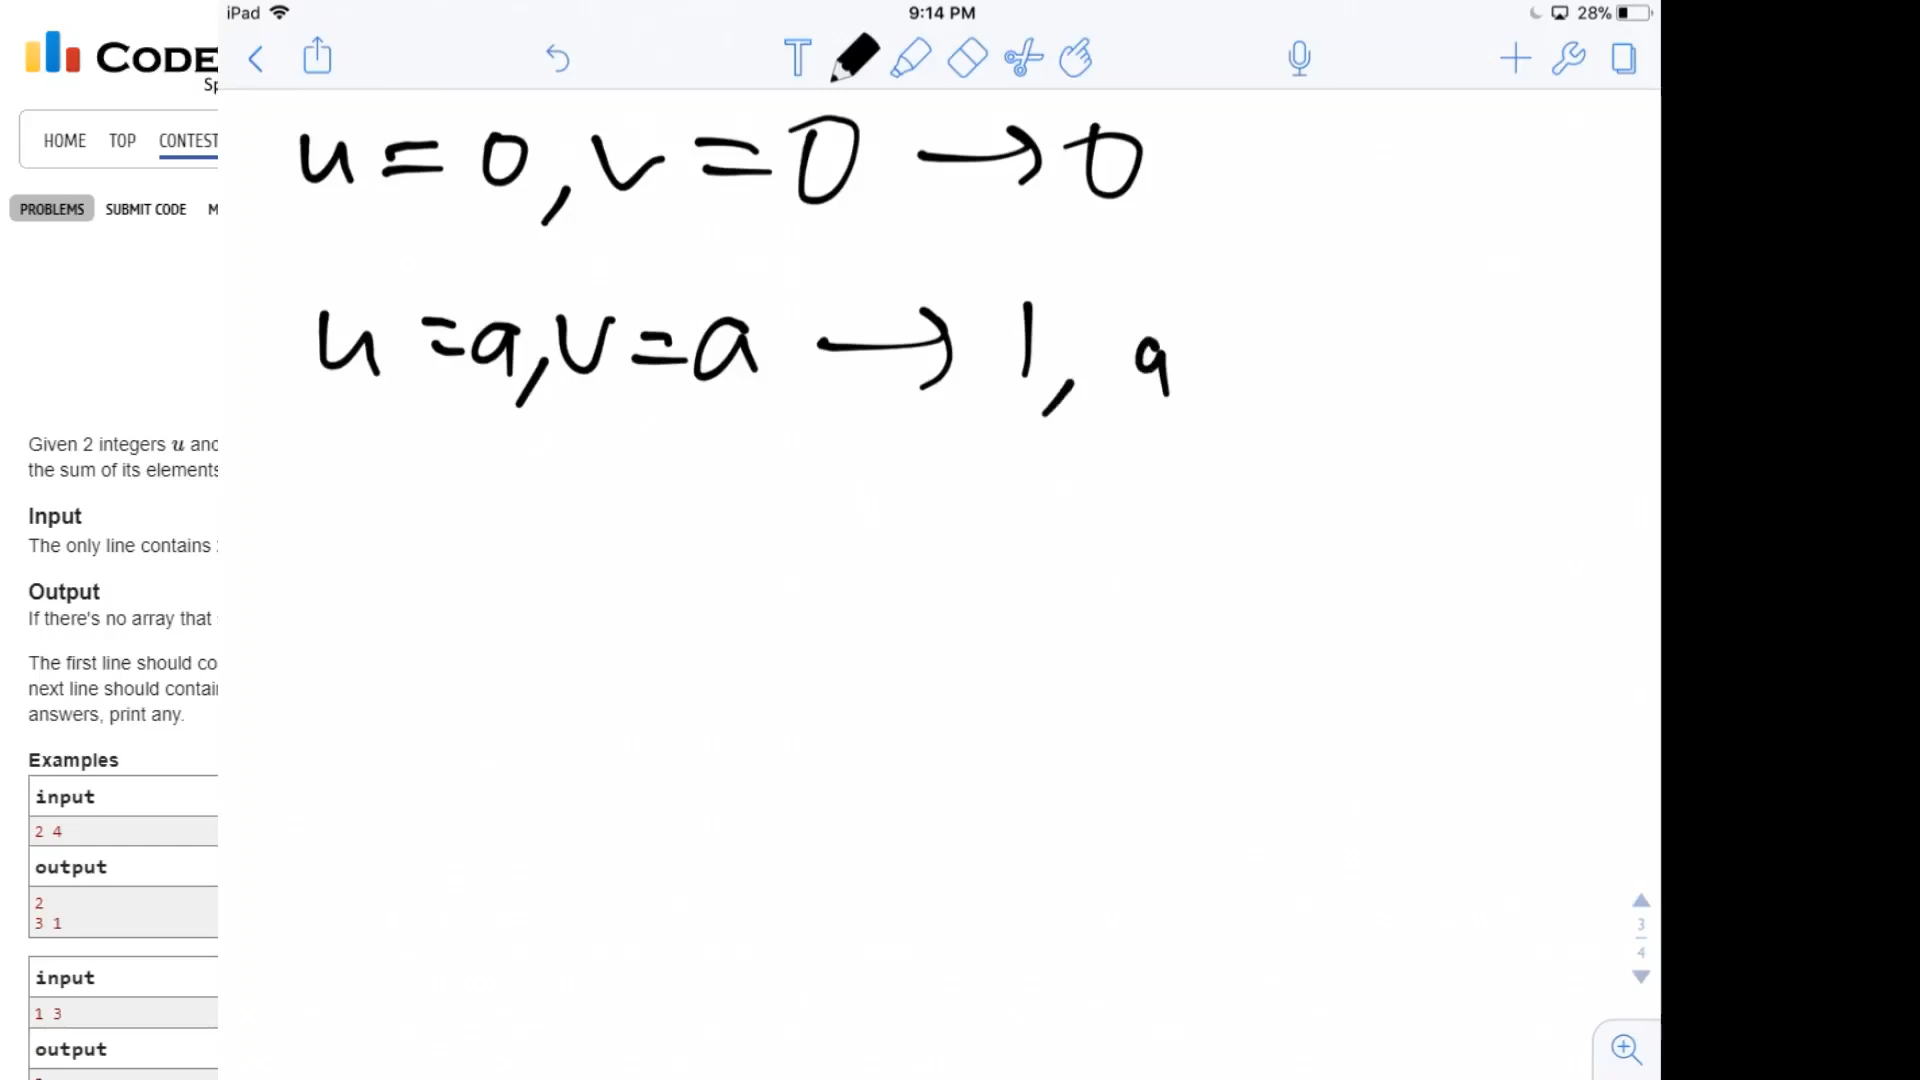 iPad 9:14 PM 28%
CODE
Sp
HOME TOP CONTEST
PROBLEMS SUBMIT CODE M
u = 0, v = 0 → 0
u = a, v = a → 1, a
Given 2 integers u and
the sum of its elements
Input
The only line contains
Output
If there's no array that
The first line should co
next line should contain
answers, print any.
Examples
input
2 4
output
2
3 1
input
1 3
output
3
4